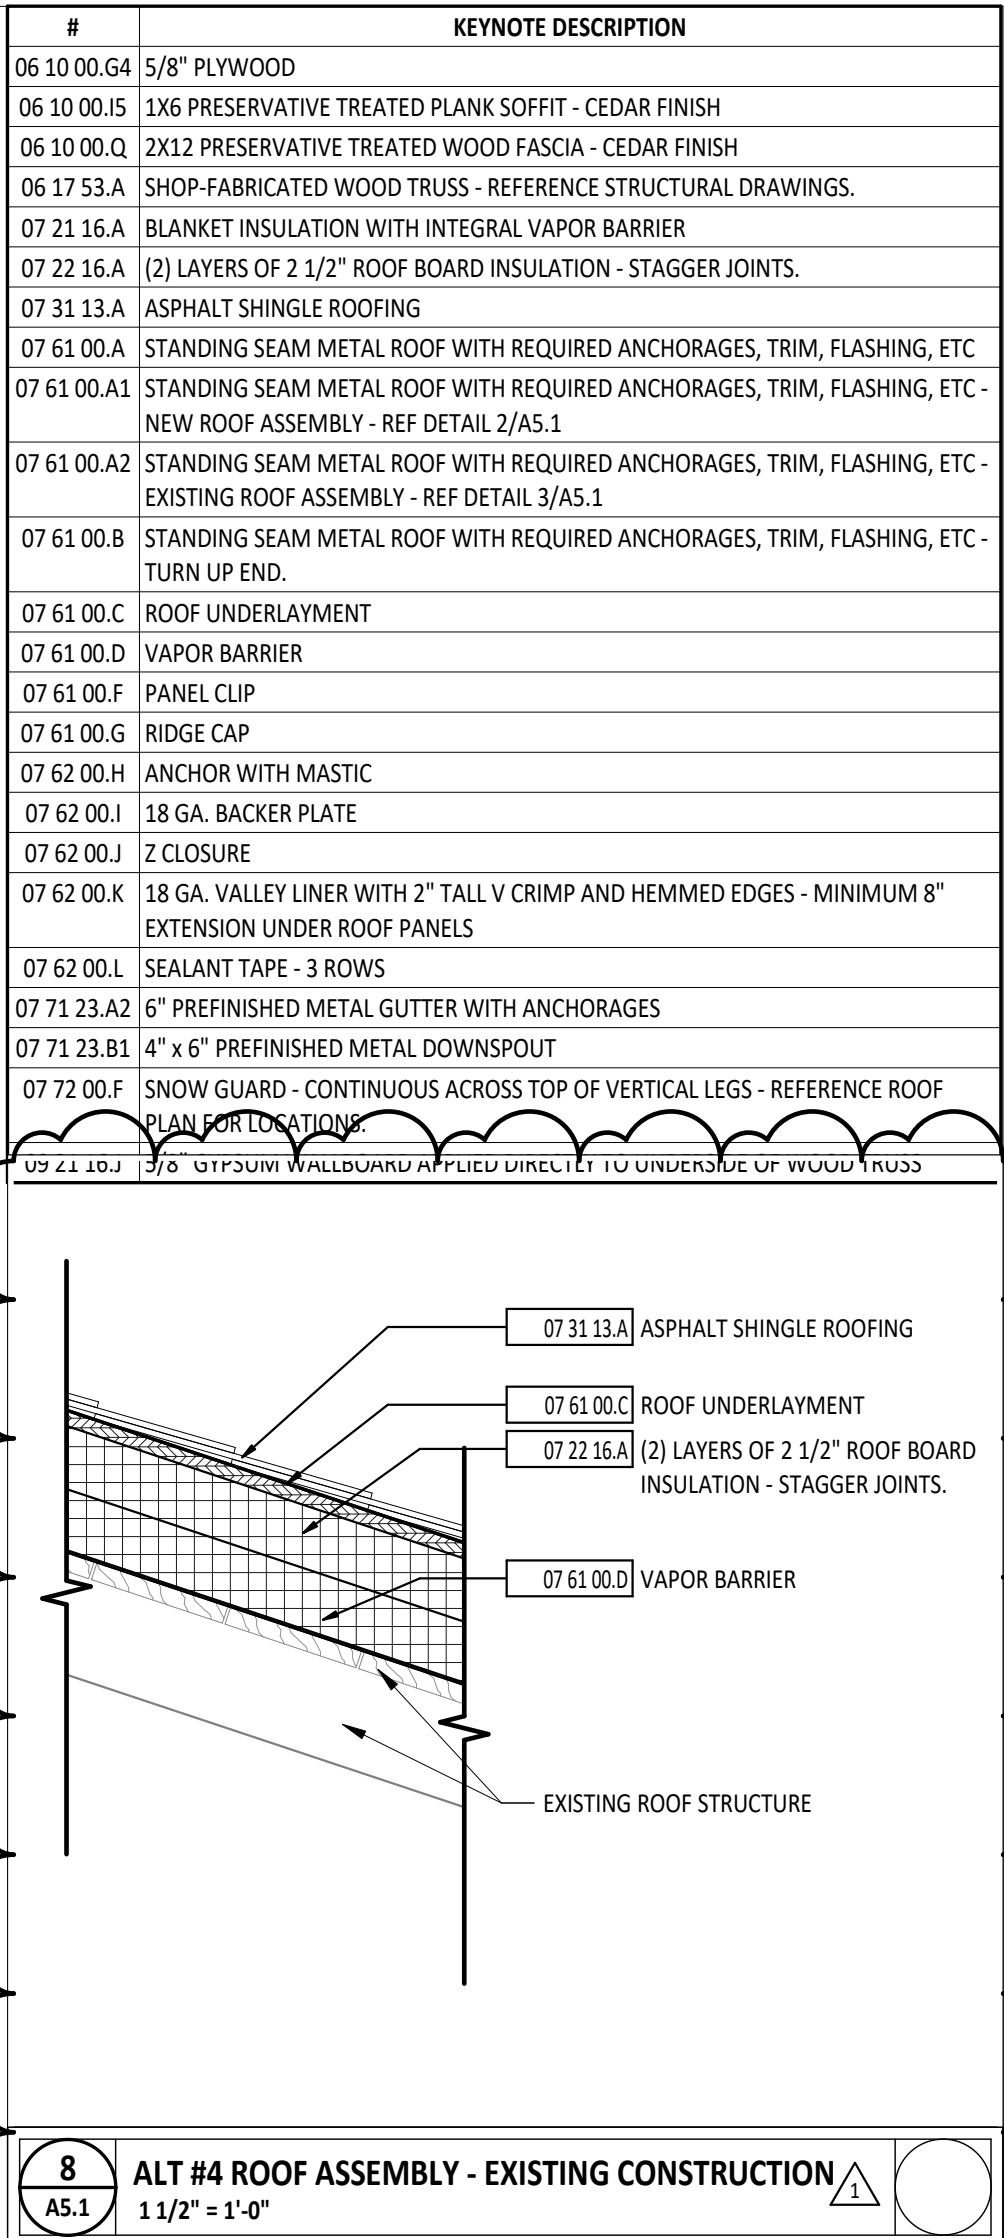 # KEYNOTE DESCRIPTION
06 10 00.G4 5/8" PLYWOOD
06 10 00.I5 1X6 PRESERVATIVE TREATED PLANK SOFFIT - CEDAR FINISH
06 10 00.Q 2X12 PRESERVATIVE TREATED WOOD FASCIA - CEDAR FINISH
06 17 53.A SHOP-FABRICATED WOOD TRUSS - REFERENCE STRUCTURAL DRAWINGS.
07 21 16.A BLANKET INSULATION WITH INTEGRAL VAPOR BARRIER
07 22 16.A (2) LAYERS OF 2 1/2" ROOF BOARD INSULATION - STAGGER JOINTS.
07 31 13.A ASPHALT SHINGLE ROOFING
07 61 00.A STANDING SEAM METAL ROOF WITH REQUIRED ANCHORAGES, TRIM, FLASHING, ETC
07 61 00.A1 STANDING SEAM METAL ROOF WITH REQUIRED ANCHORAGES, TRIM, FLASHING, ETC -
NEW ROOF ASSEMBLY - REF DETAIL 2/A5.1
07 61 00.A2 STANDING SEAM METAL ROOF WITH REQUIRED ANCHORAGES, TRIM, FLASHING, ETC -
EXISTING ROOF ASSEMBLY - REF DETAIL 3/A5.1
07 61 00.B STANDING SEAM METAL ROOF WITH REQUIRED ANCHORAGES, TRIM, FLASHING, ETC -
TURN UP END.
07 61 00.C ROOF UNDERLAYMENT
07 61 00.D VAPOR BARRIER
07 61 00.F PANEL CLIP
07 61 00.G RIDGE CAP
07 62 00.H ANCHOR WITH MASTIC
07 62 00.I 18 GA. BACKER PLATE
07 62 00.J Z CLOSURE
07 62 00.K 18 GA. VALLEY LINER WITH 2" TALL V CRIMP AND HEMMED EDGES - MINIMUM 8"
EXTENSION UNDER ROOF PANELS
07 62 00.L SEALANT TAPE - 3 ROWS
07 71 23.A2 6" PREFINISHED METAL GUTTER WITH ANCHORAGES
07 71 23.B1 4" x 6" PREFINISHED METAL DOWNSPOUT
07 72 00.F SNOW GUARD - CONTINUOUS ACROSS TOP OF VERTICAL LEGS - REFERENCE ROOF
PLAN FOR LOCATIONS.
09 21 16.J 5/8" GYPSUM WALLBOARD APPLIED DIRECTLY TO UNDERSIDE OF WOOD TRUSS
07 31 13.A ASPHALT SHINGLE ROOFING
07 61 00.C ROOF UNDERLAYMENT
07 22 16.A (2) LAYERS OF 2 1/2" ROOF BOARD
INSULATION - STAGGER JOINTS.
07 61 00.D VAPOR BARRIER
EXISTING ROOF STRUCTURE
8
A5.1
ALT #4 ROOF ASSEMBLY - EXISTING CONSTRUCTION
1
1 1/2" = 1'-0"